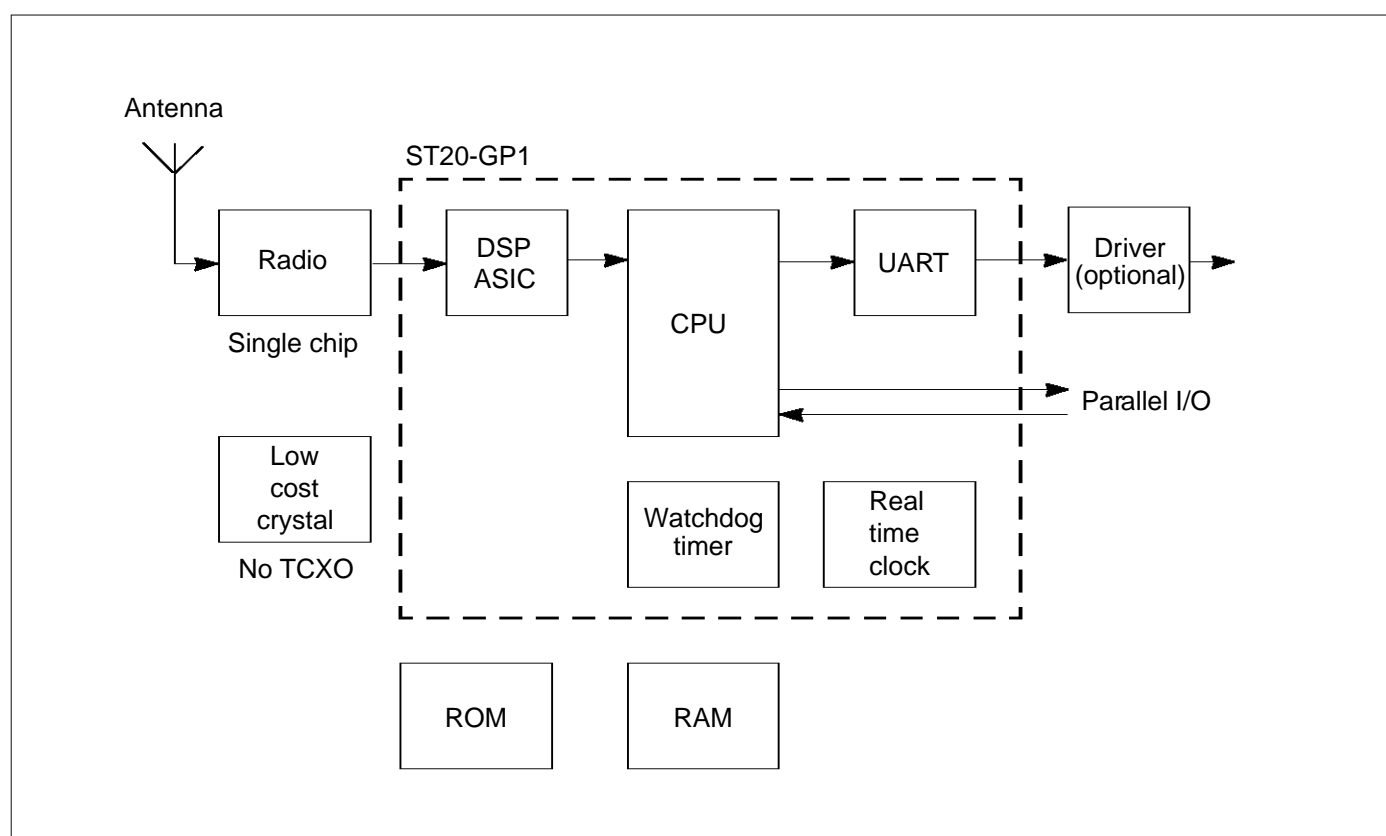 Antenna
ST20-GP1
Radio
DSP
ASIC
CPU
UART
Driver
(optional)
Single chip
Parallel I/O
Low
cost
crystal
No TCXO
Watchdog
timer
Real
time
clock
ROM
RAM